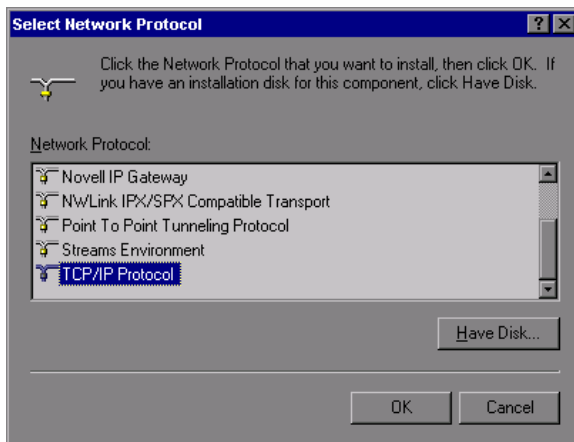 Select Network Protocol
Click the Network Protocol that you want to install, then click OK. If
you have an installation disk for this component, click Have Disk.
Network Protocol:
Novell IP Gateway
NWLink IPX/SPX Compatible Transport
Point To Point Tunneling Protocol
Streams Environment
TCP/IP Protocol
Have Disk...
OK
Cancel